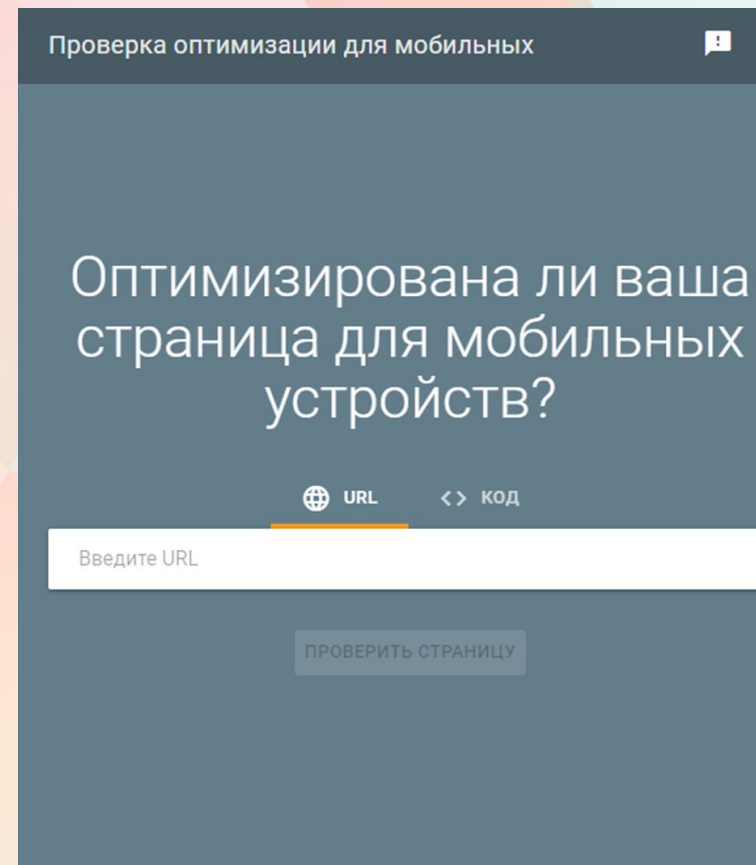 Проверка оптимизации для мобильных
Оптимизирована ли ваша
страница для мобильных
устройств?
URL <> КОД
Введите URL
ПРОВЕРИТЬ СТРАНИЦУ